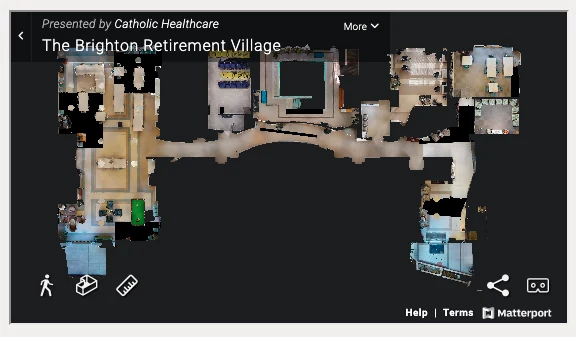 Presented by Catholic Healthcare
More
The Brighton Retirement Village
Help | Terms Matterport